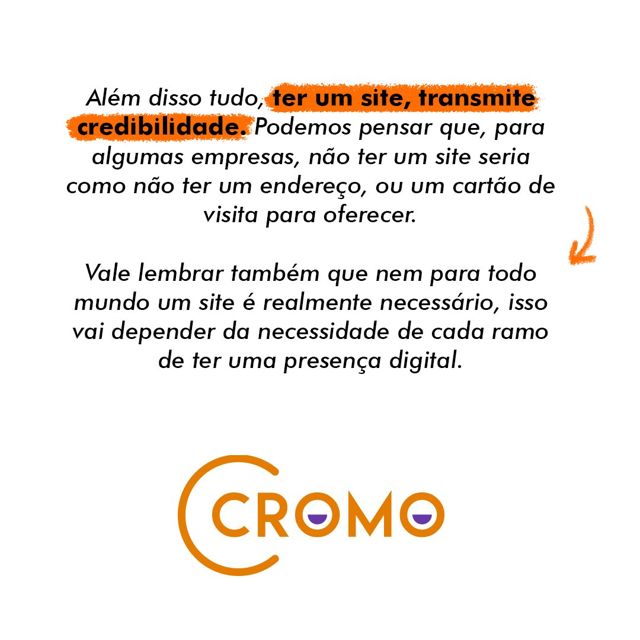 Além disso tudo, ter um site, transmite
credibilidade. Podemos pensar que, para
algumas empresas, não ter um site seria
como não ter um endereço, ou um cartão de
visita para oferecer.
Vale lembrar também que nem para todo
mundo um site é realmente necessário, isso
vai depender da necessidade de cada ramo
de ter uma presença digital.
CROMO